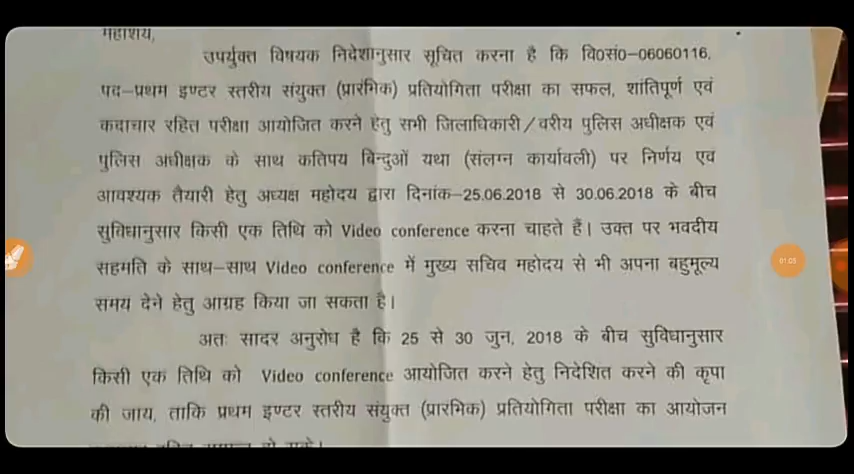 महाशय,
उपर्युक्त विषयक निदेशानुसार सूचित करना है कि वि0सं0–06060116,
पद–प्रथम इण्टर स्तरीय संयुक्त (प्रारंभिक) प्रतियोगिता परीक्षा का सफल, शांतिपूर्ण एवं
कदाचार रहित परीक्षा आयोजित करने हेतु सभी जिलाधिकारी/वरीय पुलिस अधीक्षक एवं
पुलिस अधीक्षक के साथ कतिपय बिन्दुओं यथा (संलग्न कार्यावली) पर निर्णय एव
आवश्यक तैयारी हेतु अध्यक्ष महोदय द्वारा दिनांक–25.06.2018 से 30.06.2018 के बीच
सुविधानुसार किसी एक तिथि को Video conference करना चाहते हैं। उक्त पर भवदीय
सहमति के साथ–साथ Video conference में मुख्य सचिव महोदय से भी अपना बहुमूल्य
समय देने हेतु आग्रह किया जा सकता है।
अतः सादर अनुरोध है कि 25 से 30 जुन, 2018 के बीच सुविधानुसार
किसी एक तिथि को Video conference आयोजित करने हेतु निदेशित करने की कृपा
की जाय, ताकि प्रथम इण्टर स्तरीय संयुक्त (प्रारभिक) प्रतियोगिता परीक्षा का आयोजन
हो सके।
01:05